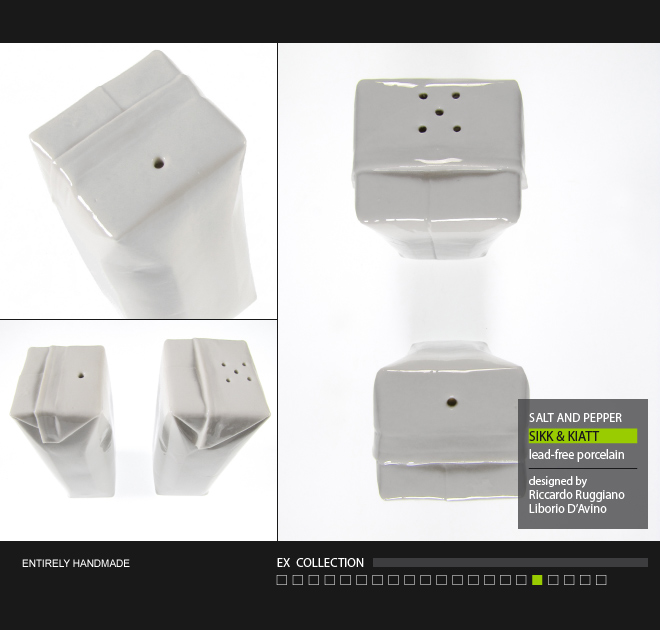 SALT AND PEPPER
SIKK & KIATT
lead-free porcelain
designed by
Riccardo Ruggiano
Liborio D'Avino
ENTIRELY HANDMADE
EX COLLECTION